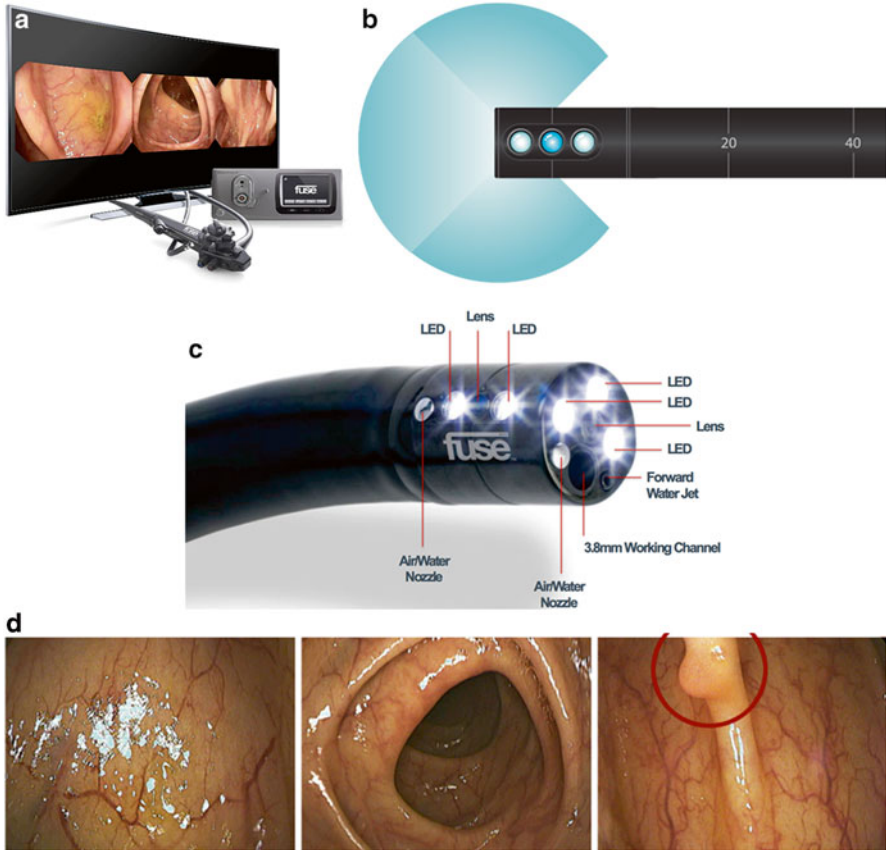 a
fuse
b
20
40
c
LED
Lens
LED
LED
LED
Lens
LED
fuse
Forward
Water Jet
3.8mm Working Channel
Air/Water
Nozzle
Air/Water
Nozzle
d